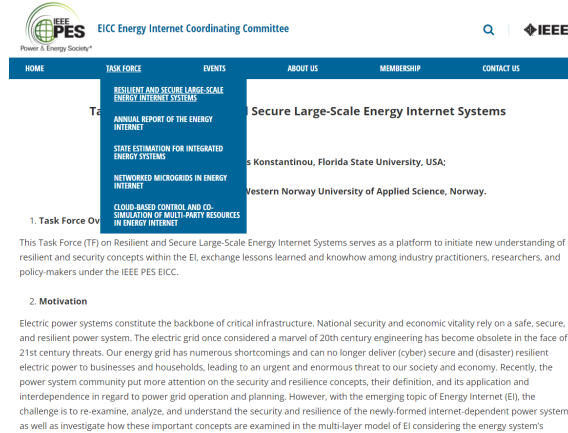 IEEE
PES
Power & Energy Society®
EICC Energy Internet Coordinating Committee
IEEE
HOME TASK FORCE EVENTS ABOUT US MEMBERSHIP CONTACT US
RESILIENT AND SECURE LARGE-SCALE
ENERGY INTERNET SYSTEMS
ANNUAL REPORT OF THE ENERGY
INTERNET
STATE ESTIMATION FOR INTEGRATED
ENERGY SYSTEMS
NETWORKED MICROGRIDS IN ENERGY
INTERNET
CLOUD-BASED CONTROL AND CO-
SIMULATION OF MULTI-PARTY RESOURCES
IN ENERGY INTERNET
Secure Large-Scale Energy Internet Systems
Konstantinou, Florida State University, USA;
Western Norway University of Applied Science, Norway.
1. Task Force Ov
This Task Force (TF) on Resilient and Secure Large-Scale Energy Internet Systems serves as a platform to initiate new understanding of
resilient and security concepts within the EI, exchange lessons learned and knowhow among industry practitioners, researchers, and
policy-makers under the IEEE PES EICC.
2. Motivation
Electric power systems constitute the backbone of critical infrastructure. National security and economic vitality rely on a safe, secure,
and resilient power system. The electric grid once considered a marvel of 20th century engineering has become obsolete in the face of
21st century threats. Our energy grid has numerous shortcomings and can no longer deliver (cyber) secure and (disaster) resilient
electric power to businesses and households, leading to an urgent and enormous threat to our society and economy. Recently, the
power system community put more attention on the security and resilience concepts, their definition, and its application and
interdependence in regard to power grid operation and planning. However, with the emerging topic of Energy Internet (EI), the
challenge is to re-examine, analyze, and understand the security and resilience of the newly-formed internet-dependent power system
as well as investigate how these important concepts are examined in the multi-layer model of EI considering the energy system's